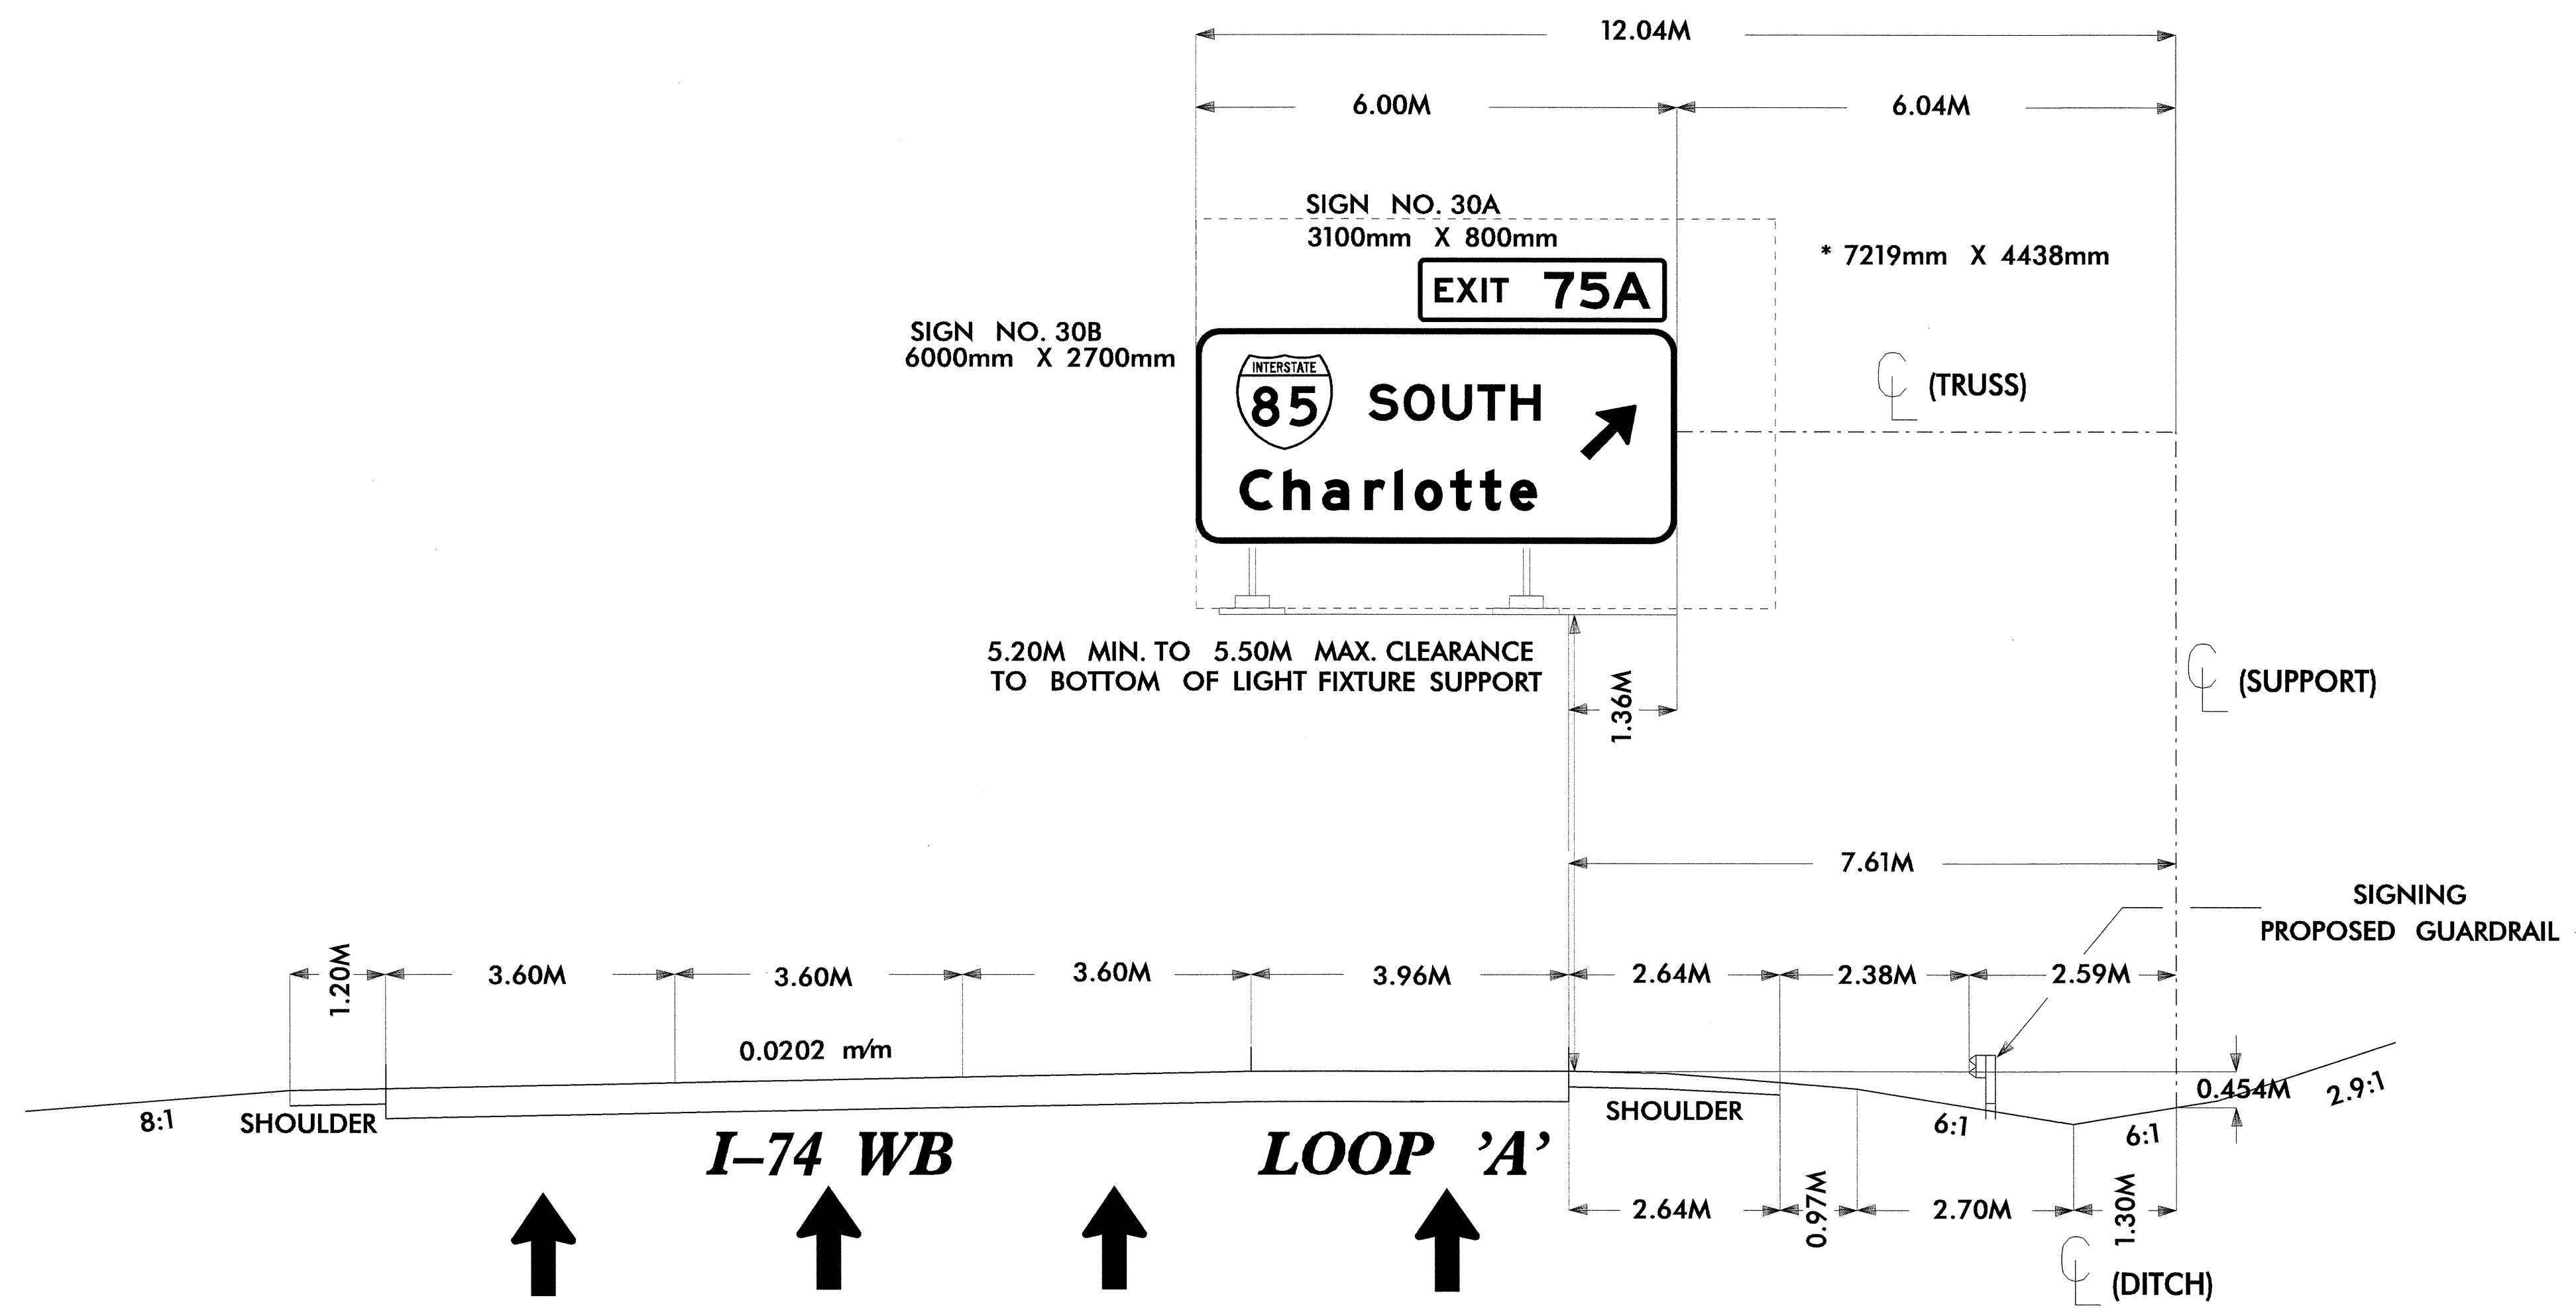 12.04M
6.00M
6.04M
SIGN NO. 30A
3100mm X 800mm
* 7219mm X 4438mm
EXIT 75A
SIGN NO. 30B
6000mm X 2700mm
INTERSTATE
85 SOUTH
Charlotte
CL (TRUSS)
5.20M MIN. TO 5.50M MAX. CLEARANCE
TO BOTTOM OF LIGHT FIXTURE SUPPORT
1.36M
CL (SUPPORT)
7.61M
SIGNING
PROPOSED GUARDRAIL
1.20M
3.60M
3.60M
3.60M
3.96M
2.64M
2.38M
2.59M
0.0202 m/m
8:1
SHOULDER
SHOULDER
6:1
6:1
0.454M
2.9:1
I–74 WB
LOOP 'A'
2.64M
0.97M
2.70M
1.30M
CL (DITCH)